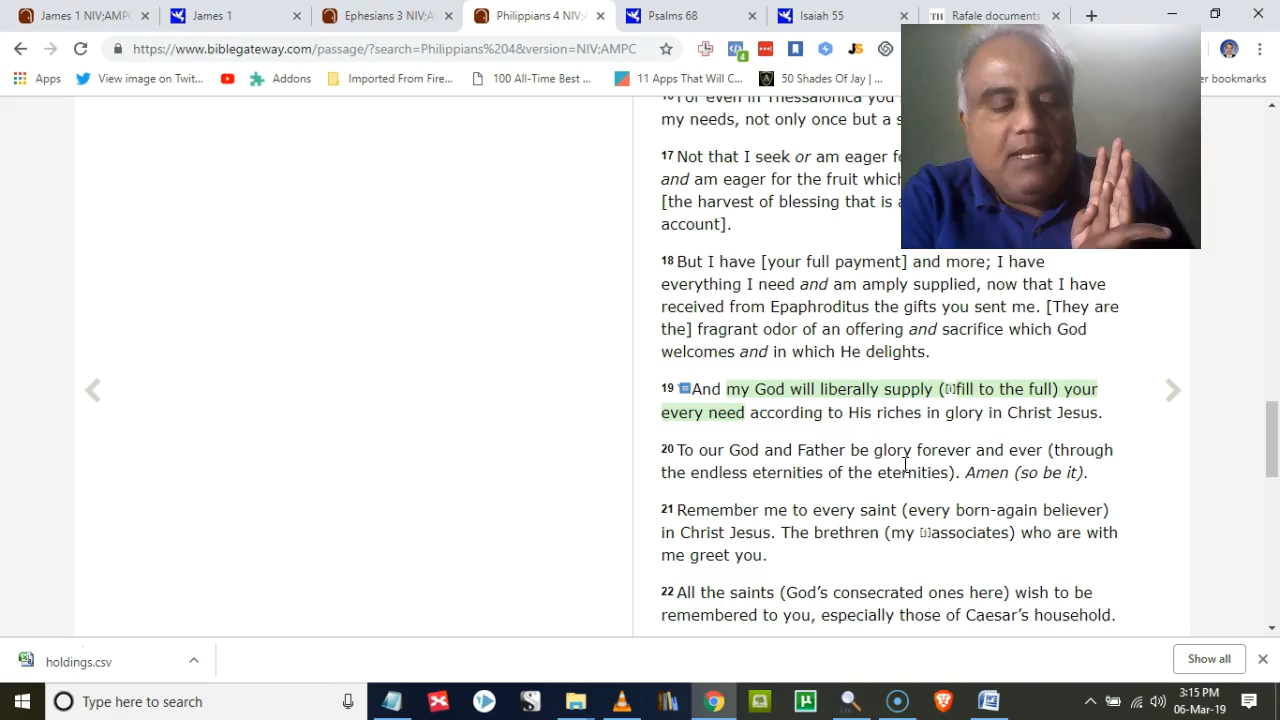 James 1 NIV;AMPC
James 1
Ephesians 3 NIV;A
Philippians 4 NIV;
Psalms 68
Isaiah 55
TH Rafale documents
https://www.biblegateway.com/passage/?search=Philippians%204&version=NIV;AMPC
4
JS
Apps
View image on Twit...
Addons
Imported From Fire...
100 All-Time Best ...
11 Apps That Will C...
50 Shades Of Jay |
er bookmarks
16 For even in Thessalonica you
my needs, not only once but a s
17 Not that I seek or am eager fo
and am eager for the fruit which
[the harvest of blessing that is a
account].
18 But I have [your full payment] and more; I have
everything I need and am amply supplied, now that I have
received from Epaphroditus the gifts you sent me. [They are
the] fragrant odor of an offering and sacrifice which God
welcomes and in which He delights.
19 And my God will liberally supply ([i]fill to the full) your
every need according to His riches in glory in Christ Jesus.
20 To our God and Father be glory forever and ever (through
the endless eternities of the eternities). Amen (so be it).
21 Remember me to every saint (every born-again believer)
in Christ Jesus. The brethren (my [j]associates) who are with
me greet you.
22 All the saints (God's consecrated ones here) wish to be
remembered to you, especially those of Caesar's household.
holdings.csv
Show all
Type here to search
3:15 PM
06-Mar-19